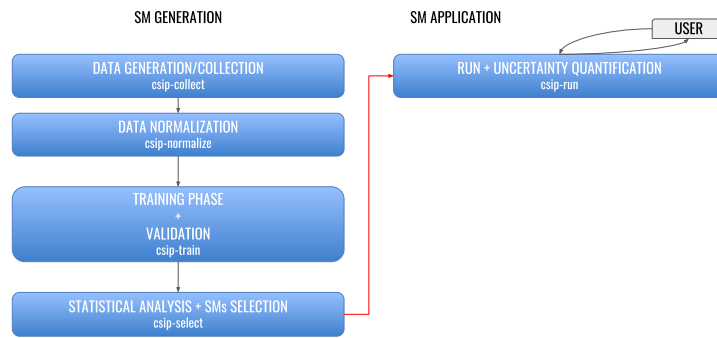 SM GENERATION
DATA GENERATION/COLLECTION
csip-collect
DATA NORMALIZATION
csip-normalize
TRAINING PHASE
+
VALIDATION
csip-train
STATISTICAL ANALYSIS + SMs SELECTION
csip-select
SM APPLICATION
USER
RUN + UNCERTAINTY QUANTIFICATION
csip-run